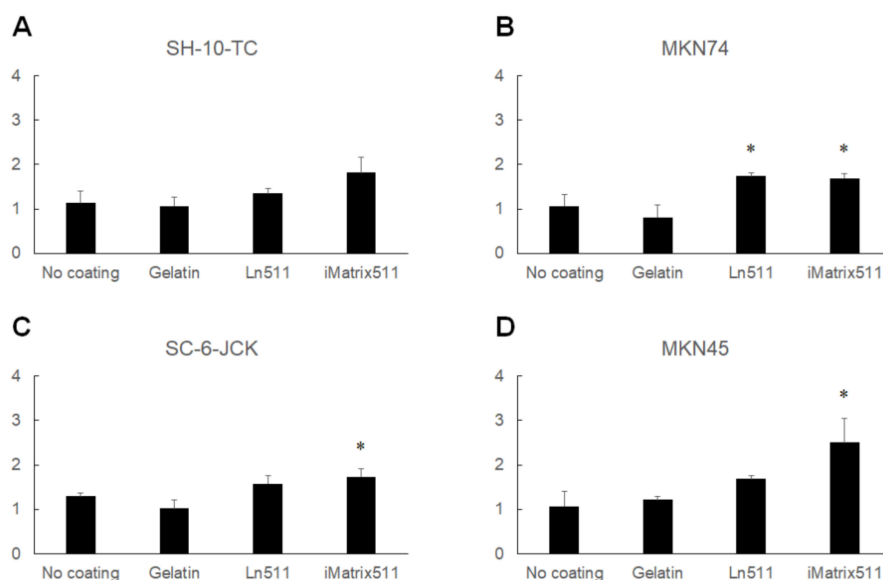 A
SH-10-TC
4
3
2
1
0
No coating Gelatin Ln511 iMatrix511
B
MKN74
4
3
2
*
*
1
0
No coating Gelatin Ln511 iMatrix511
C
SC-6-JCK
4
3
2
*
1
0
No coating Gelatin Ln511 iMatrix511
D
MKN45
4
*
3
2
1
0
No coating Gelatin Ln511 iMatrix511